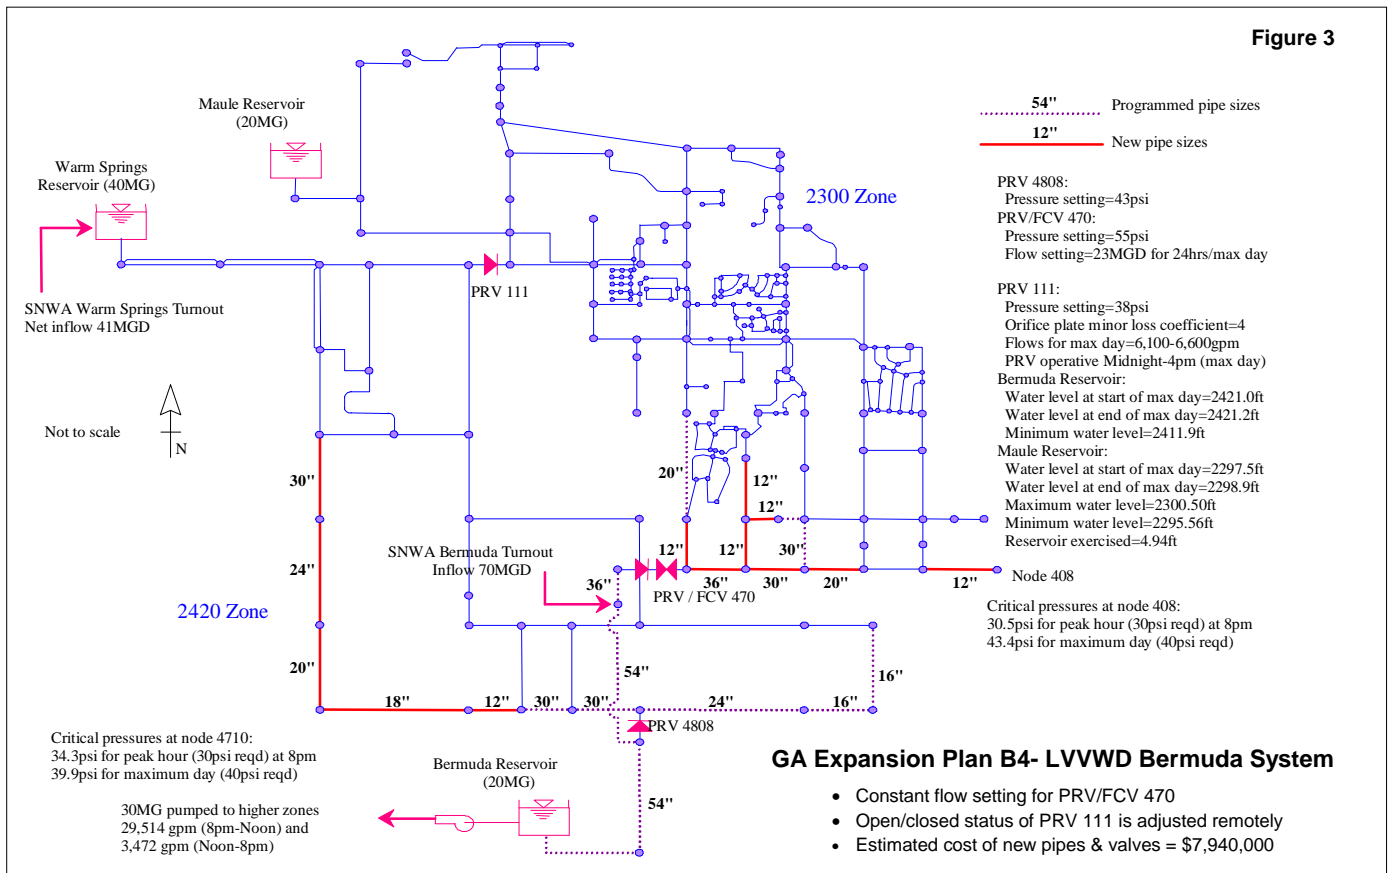 Figure 3
54"
Programmed pipe sizes
12"
New pipe sizes
Maule Reservoir
(20MG)
Warm Springs
Reservoir (40MG)
2300 Zone
PRV 4808:
Pressure setting=43psi
PRV/FCV 470:
Pressure setting=55psi
Flow setting=23MGD for 24hrs/max day
PRV 111:
Pressure setting=38psi
Orifice plate minor loss coefficient=4
Flows for max day=6,100-6,600gpm
PRV operative Midnight-4pm (max day)
Bermuda Reservoir:
Water level at start of max day=2421.0ft
Water level at end of max day=2421.2ft
Minimum water level=2411.9ft
Maule Reservoir:
Water level at start of max day=2297.5ft
Water level at end of max day=2298.9ft
Maximum water level=2300.50ft
Minimum water level=2295.56ft
Reservoir exercised=4.94ft
PRV 111
SNWA Warm Springs Turnout
Net inflow 41MGD
Not to scale
N
30"
20"
12"
12"
SNWA Bermuda Turnout
Inflow 70MGD
12"
12"
30"
24"
36"
36"
30"
20"
12"
Node 408
PRV / FCV 470
2420 Zone
Critical pressures at node 408:
30.5psi for peak hour (30psi reqd) at 8pm
43.4psi for maximum day (40psi reqd)
20"
54"
16"
18"
12"
30"
30"
24"
16"
PRV 4808
Critical pressures at node 4710:
34.3psi for peak hour (30psi reqd) at 8pm
39.9psi for maximum day (40psi reqd)
Bermuda Reservoir
(20MG)
54"
30MG pumped to higher zones
29,514 gpm (8pm-Noon) and
3,472 gpm (Noon-8pm)
GA Expansion Plan B4- LVVWD Bermuda System
• Constant flow setting for PRV/FCV 470
• Open/closed status of PRV 111 is adjusted remotely
• Estimated cost of new pipes & valves = $7,940,000